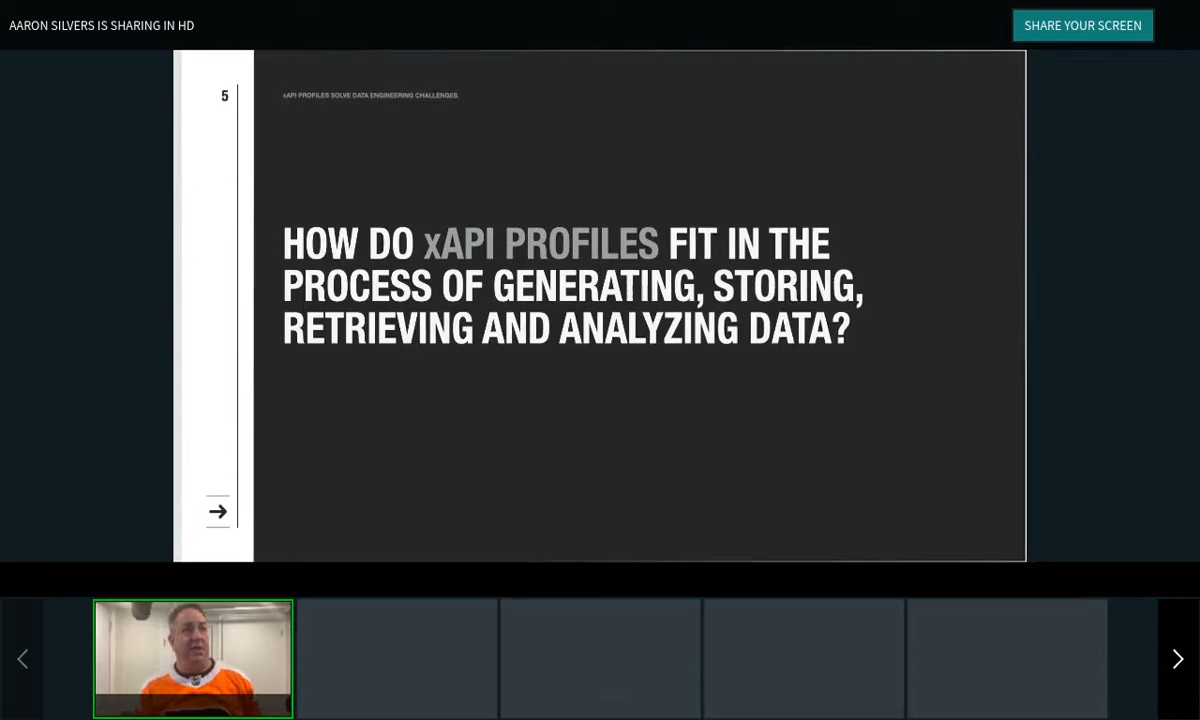 AARON SILVERS IS SHARING IN HD
SHARE YOUR SCREEN
5
xAPI PROFILES SOLVE DATA ENGINEERING CHALLENGES.
HOW DO xAPI PROFILES FIT IN THE
PROCESS OF GENERATING, STORING,
RETRIEVING AND ANALYZING DATA?